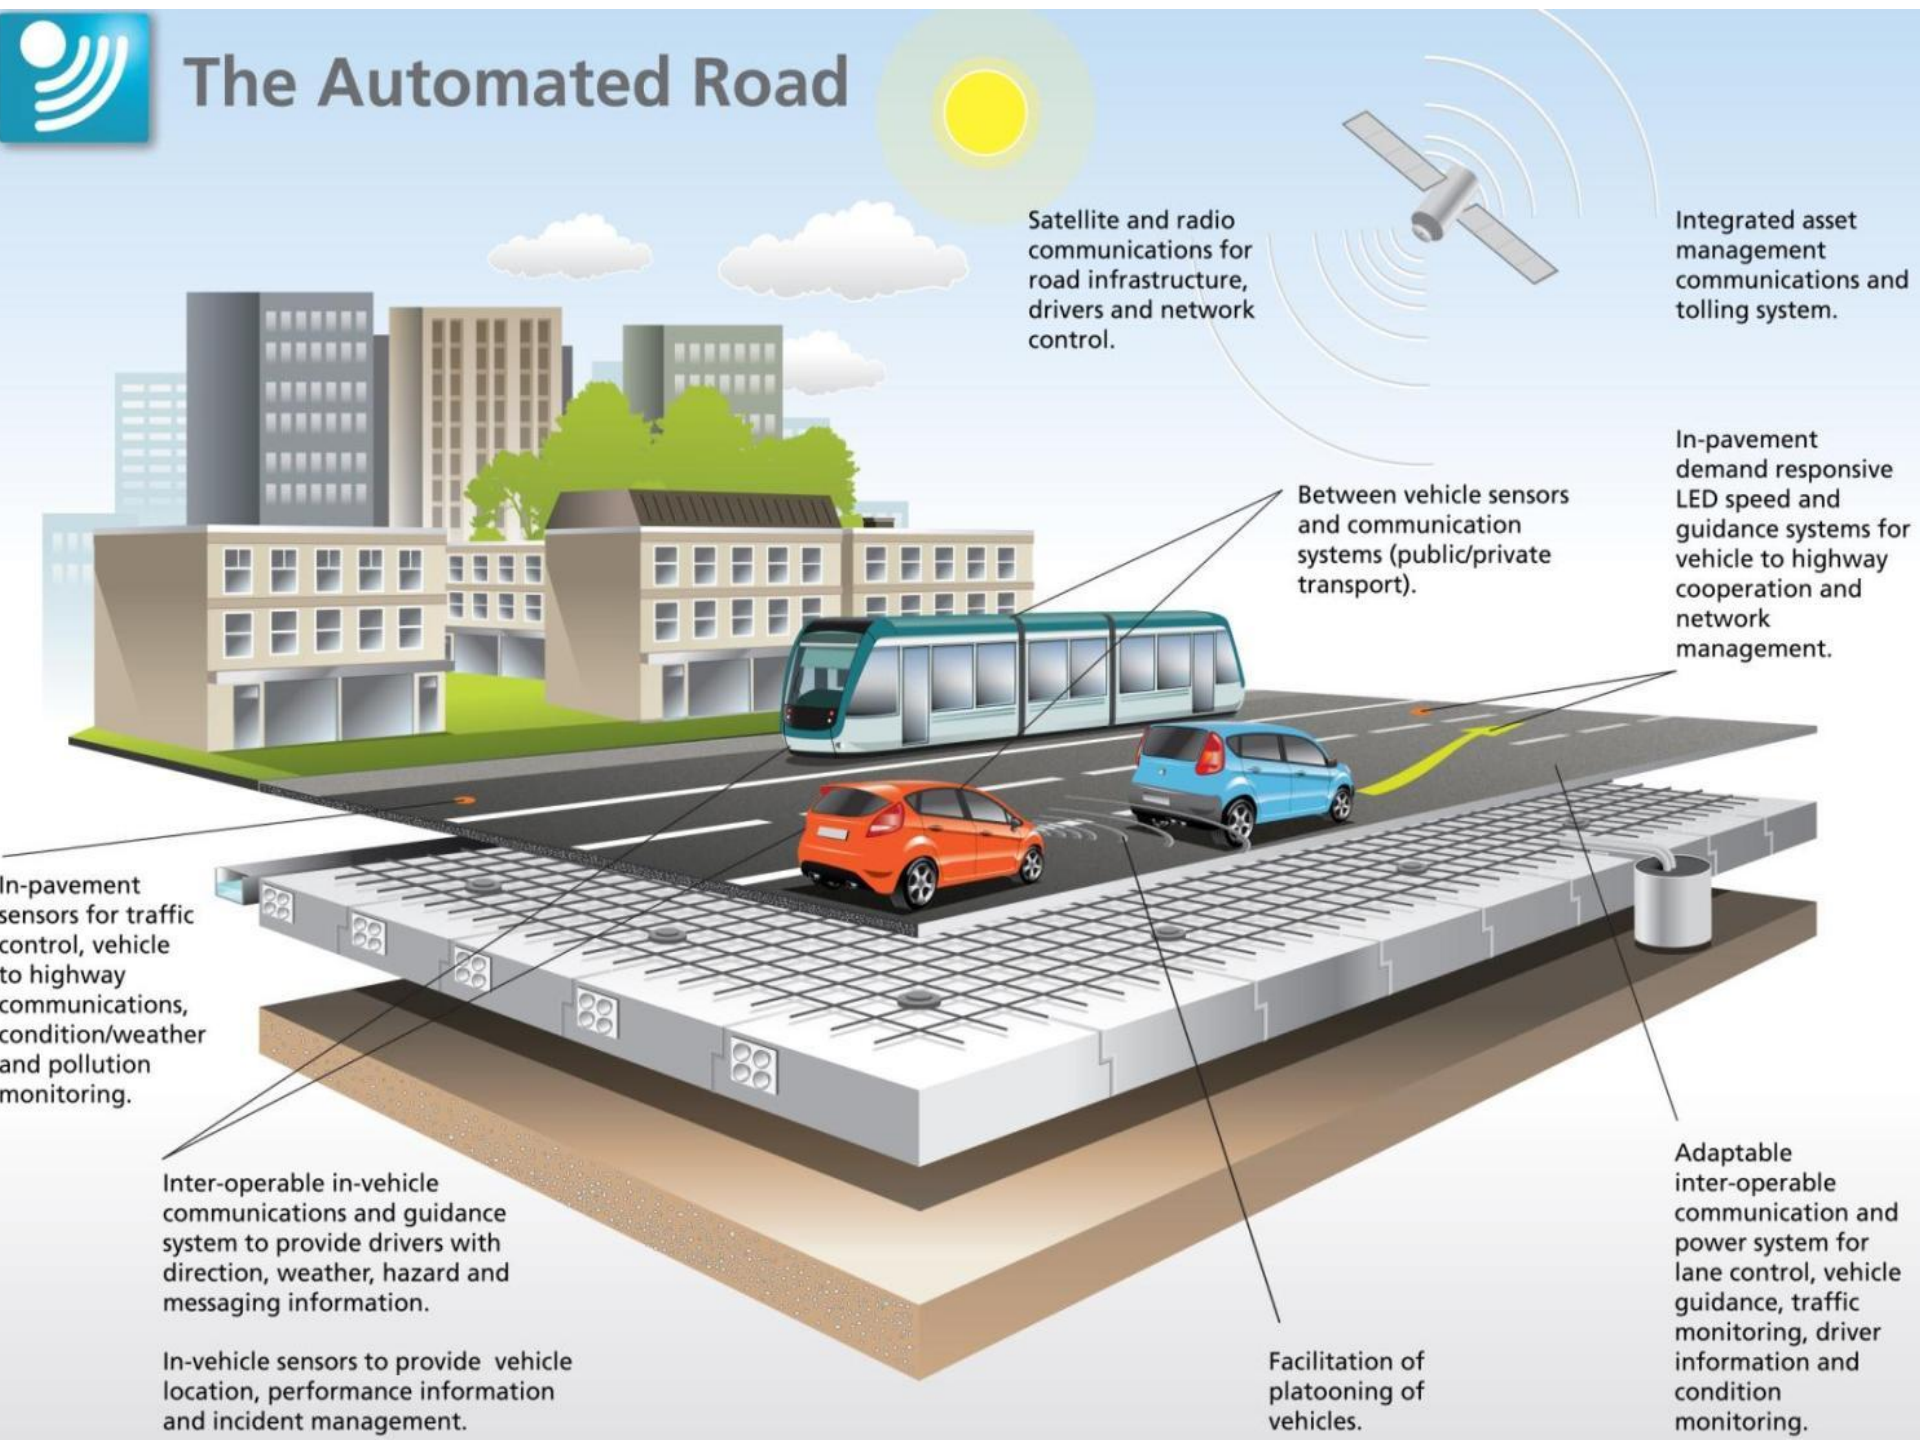 The Automated Road
Satellite and radio
communications for
road infrastructure,
drivers and network
control.
Integrated asset
management
communications and
tolling system.
In-pavement
demand responsive
LED speed and
guidance systems for
vehicle to highway
cooperation and
network
management.
Between vehicle sensors
and communication
systems (public/private
transport).
In-pavement
sensors for traffic
control, vehicle
to highway
communications,
condition/weather
and pollution
monitoring.
Inter-operable in-vehicle
communications and guidance
system to provide drivers with
direction, weather, hazard and
messaging information.
In-vehicle sensors to provide vehicle
location, performance information
and incident management.
Facilitation of
platooning of
vehicles.
Adaptable
inter-operable
communication and
power system for
lane control, vehicle
guidance, traffic
monitoring, driver
information and
condition
monitoring.